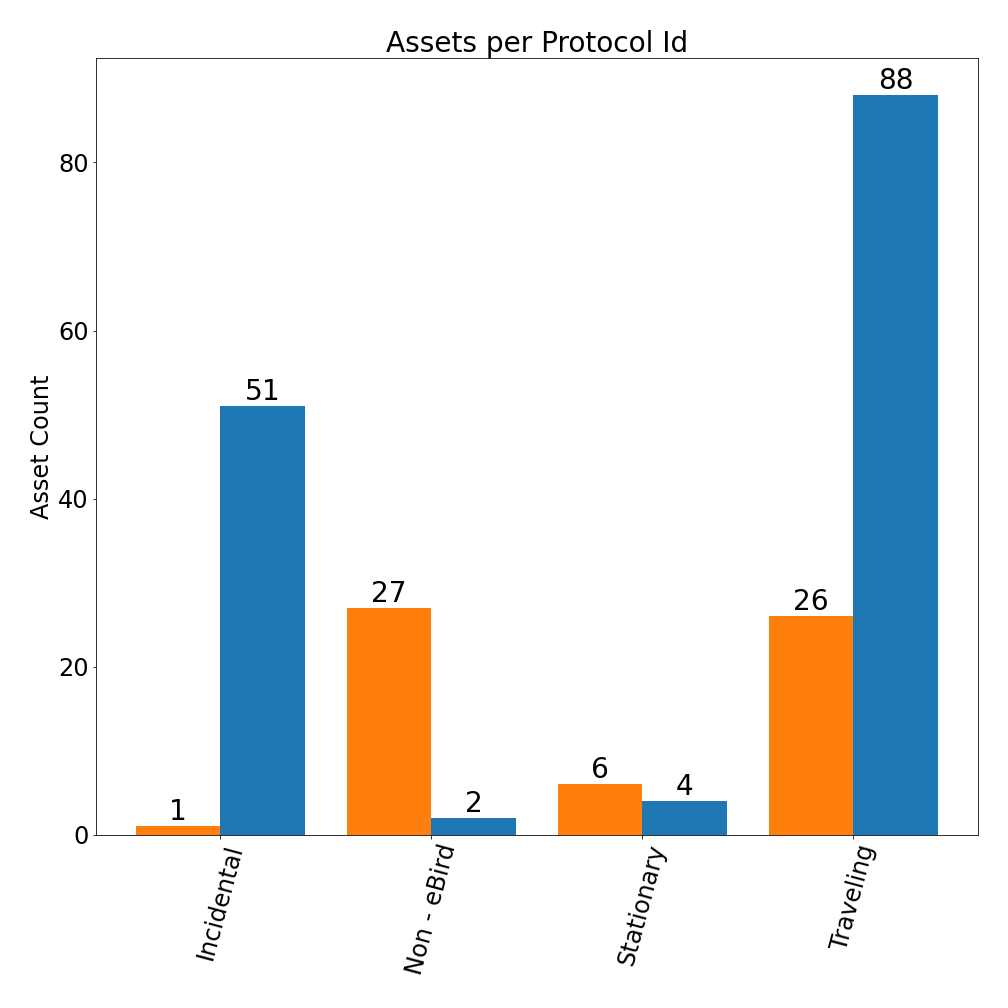 Assets per Protocol Id
88
80
60
51
Asset Count
40
27
26
20
6
4
2
1
0
Incidental
Non - eBird
Stationary
Traveling